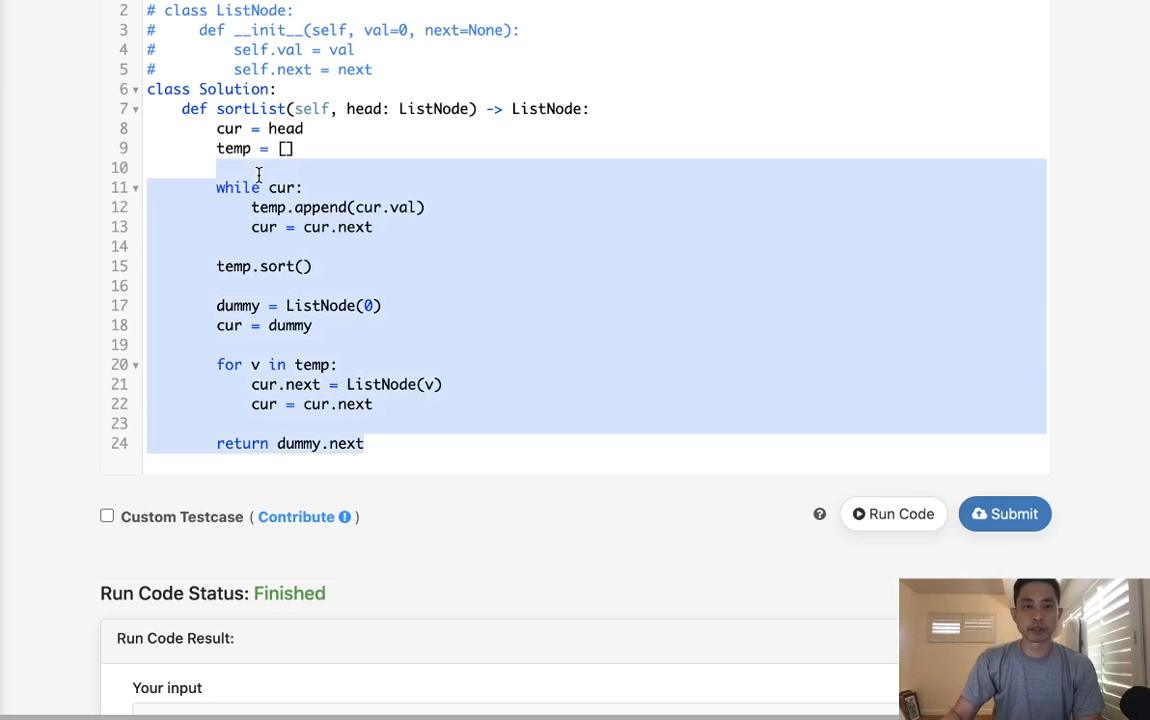 2 # class ListNode:
3 #     def __init__(self, val=0, next=None):
4 #         self.val = val
5 #         self.next = next
6 class Solution:
7     def sortList(self, head: ListNode) -> ListNode:
8         cur = head
9         temp = []
10
11         while cur:
12             temp.append(cur.val)
13             cur = cur.next
14
15         temp.sort()
16
17         dummy = ListNode(0)
18         cur = dummy
19
20         for v in temp:
21             cur.next = ListNode(v)
22             cur = cur.next
23
24         return dummy.next
Custom Testcase ( Contribute ) ? Run Code Submit
Run Code Status: Finished
Run Code Result:
Your input